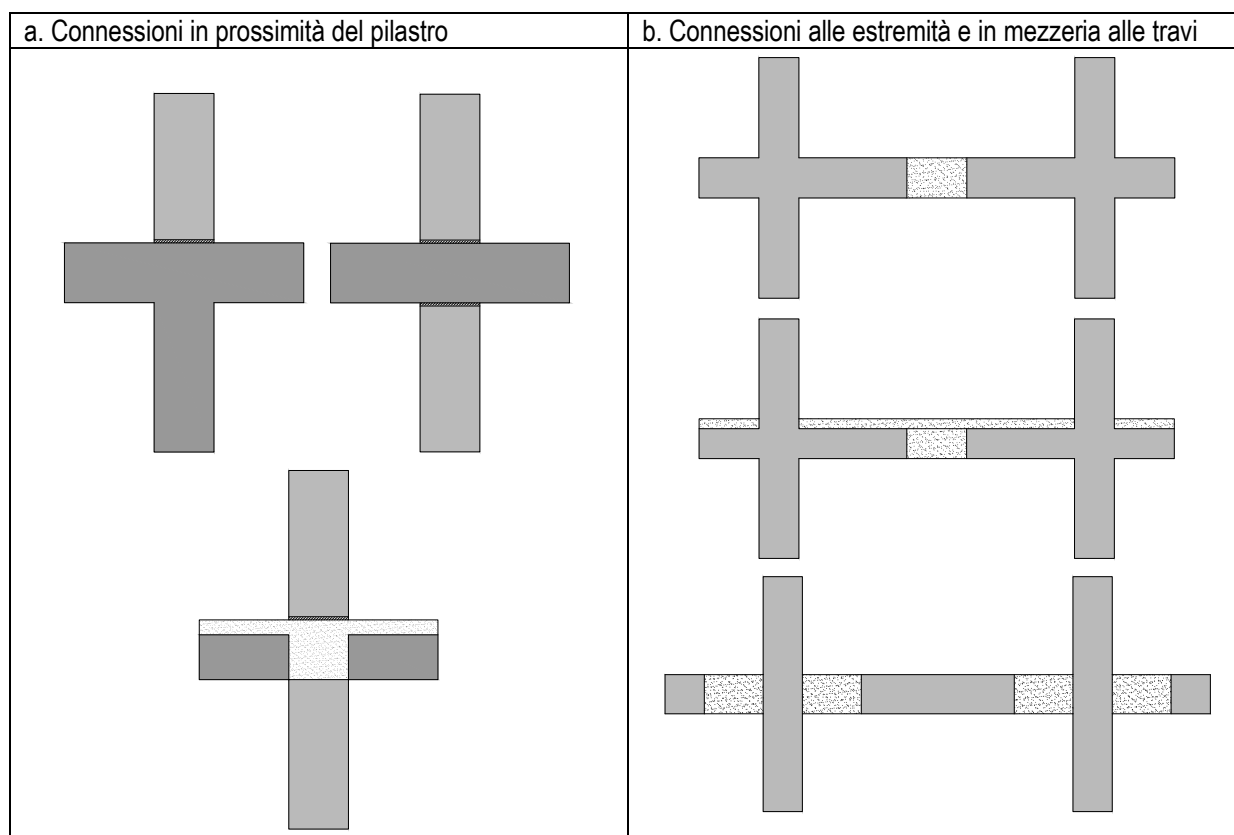 a. Connessioni in prossimità del pilastro
b. Connessioni alle estremità e in mezzeria alle travi